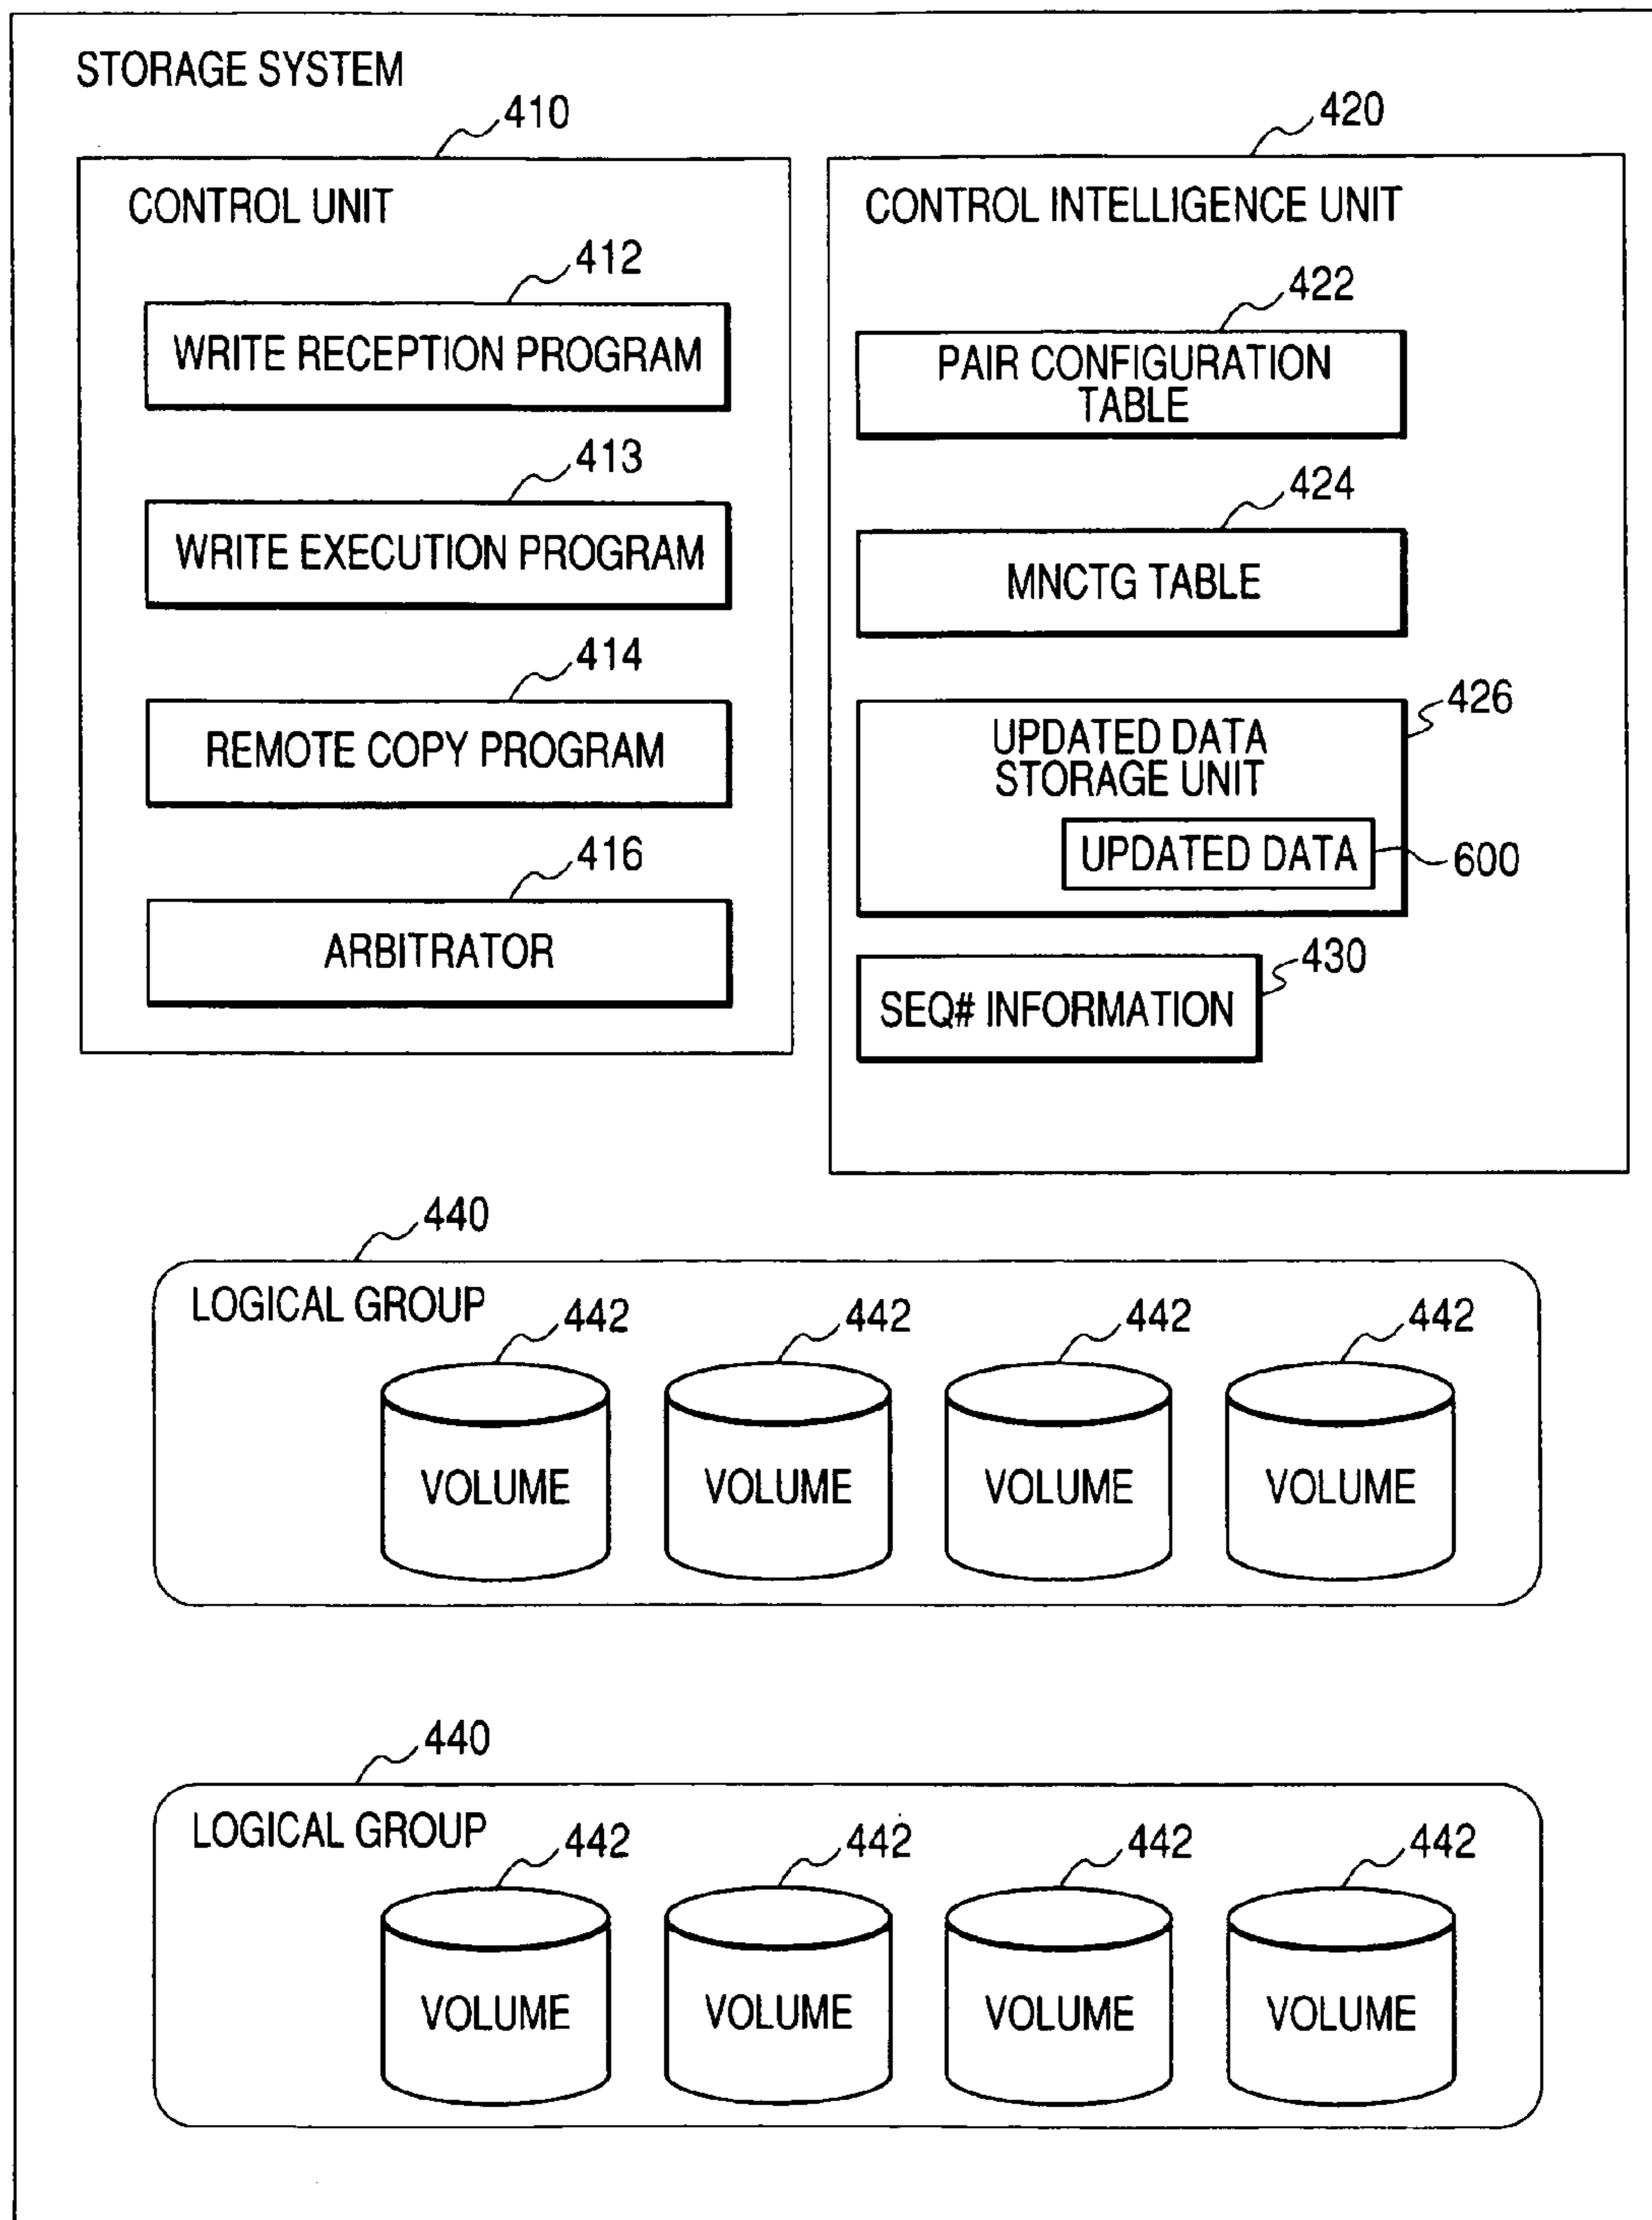 STORAGE SYSTEM
410
CONTROL UNIT
412
WRITE RECEPTION PROGRAM
413
WRITE EXECUTION PROGRAM
414
REMOTE COPY PROGRAM
416
ARBITRATOR
420
CONTROL INTELLIGENCE UNIT
422
PAIR CONFIGURATION
TABLE
424
MNCTG TABLE
426
UPDATED DATA
STORAGE UNIT
UPDATED DATA
600
430
SEQ# INFORMATION
440
LOGICAL GROUP
442 442 442 442
VOLUME VOLUME VOLUME VOLUME
440
LOGICAL GROUP
442 442 442 442
VOLUME VOLUME VOLUME VOLUME